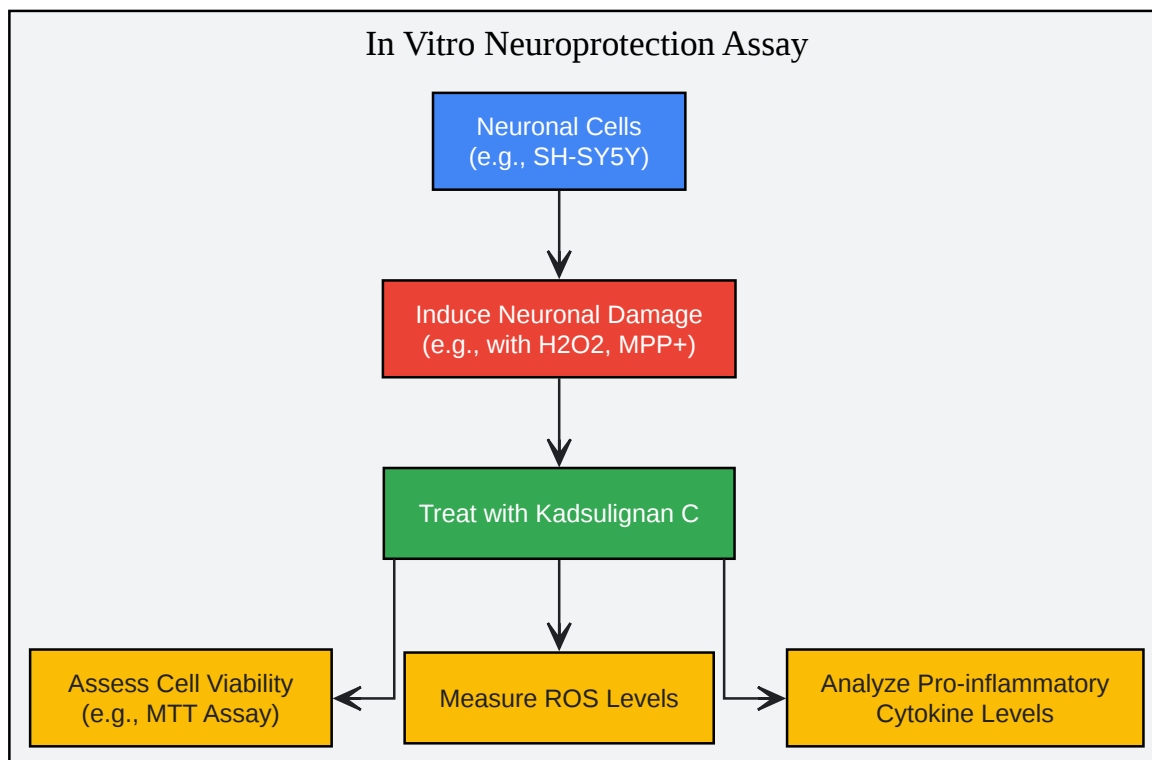 In Vitro Neuroprotection Assay
Neuronal Cells
(e.g., SH-SY5Y)
Induce Neuronal Damage
(e.g., with H2O2, MPP+)
Treat with Kadsulignan C
Assess Cell Viability
(e.g., MTT Assay)
Measure ROS Levels
Analyze Pro-inflammatory
Cytokine Levels